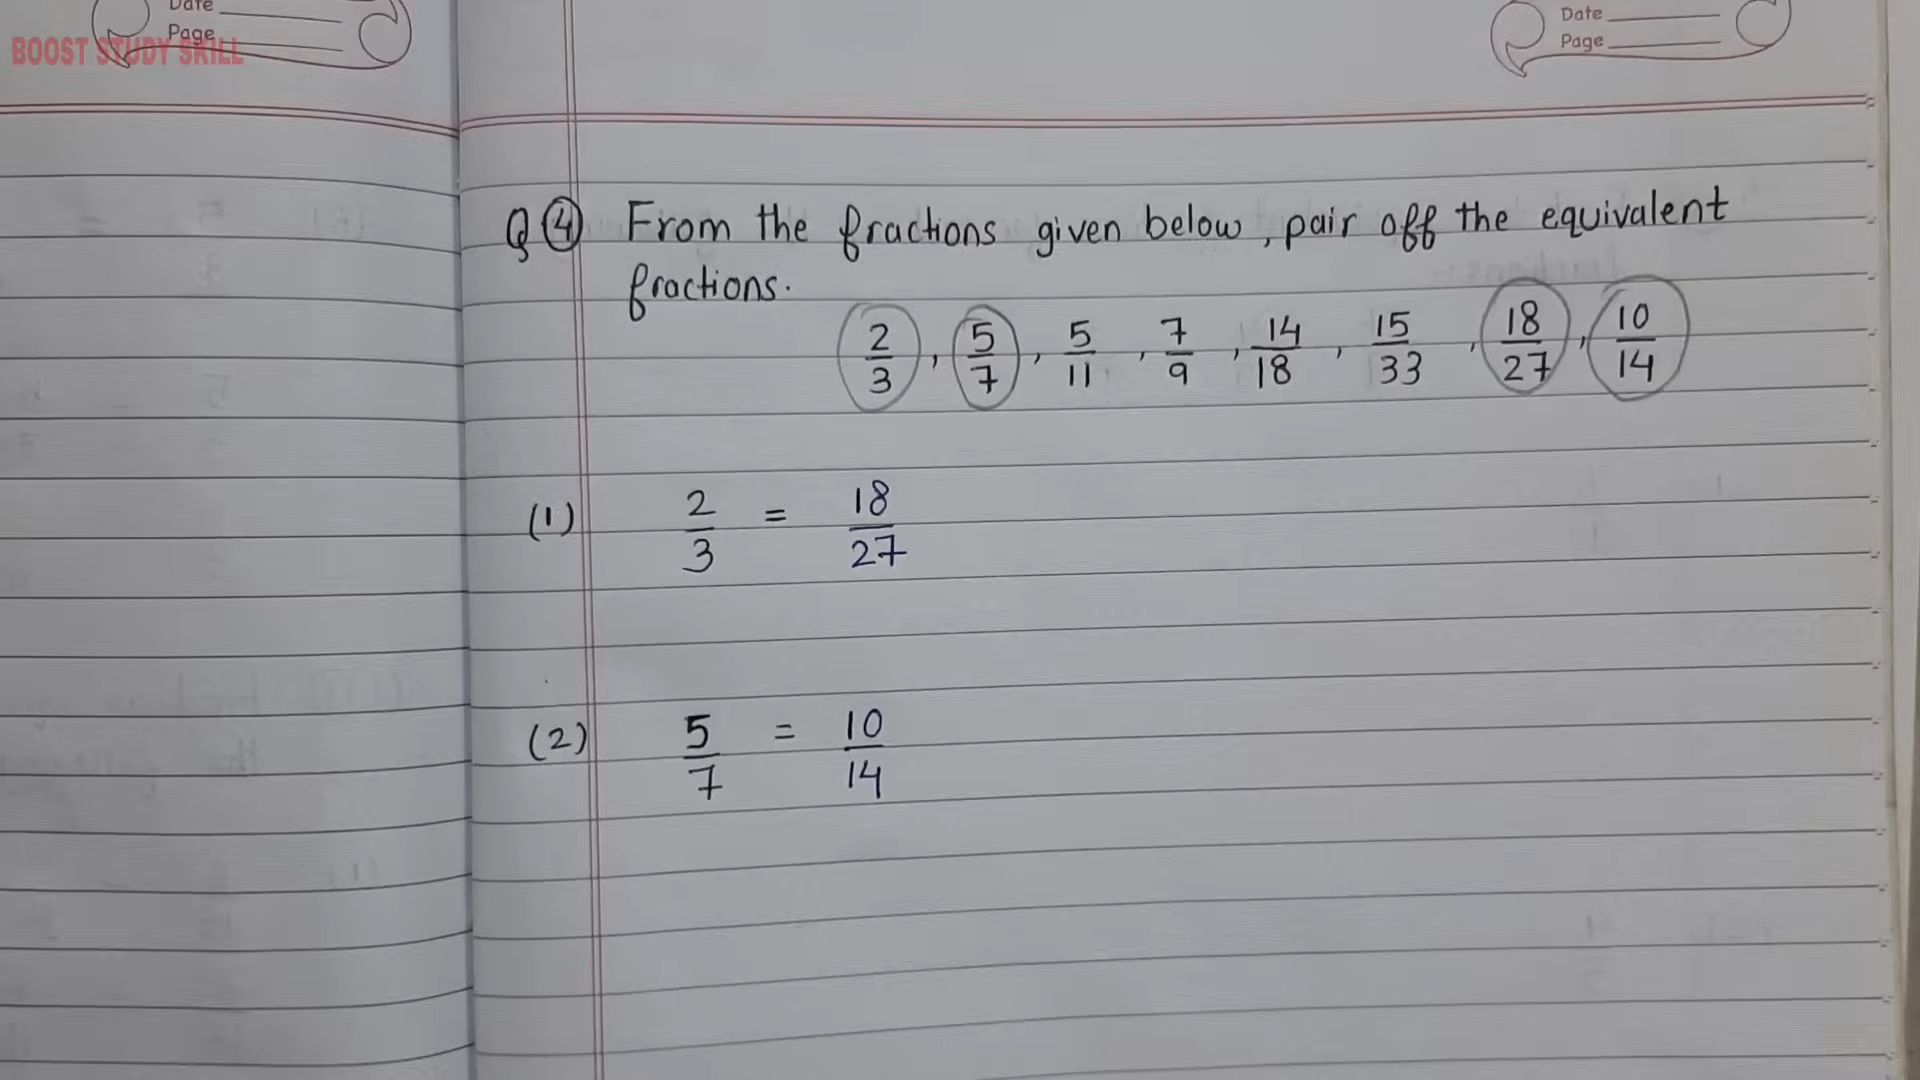 Date
Page
BOOST STUDY SKILL
Date
Page
Q ④ From the fractions given below, pair off the equivalent
fractions.
2/3, 5/7, 5/11, 7/9, 14/18, 15/33, 18/27, 10/14
(1) 2/3 = 18/27
(2) 5/7 = 10/14